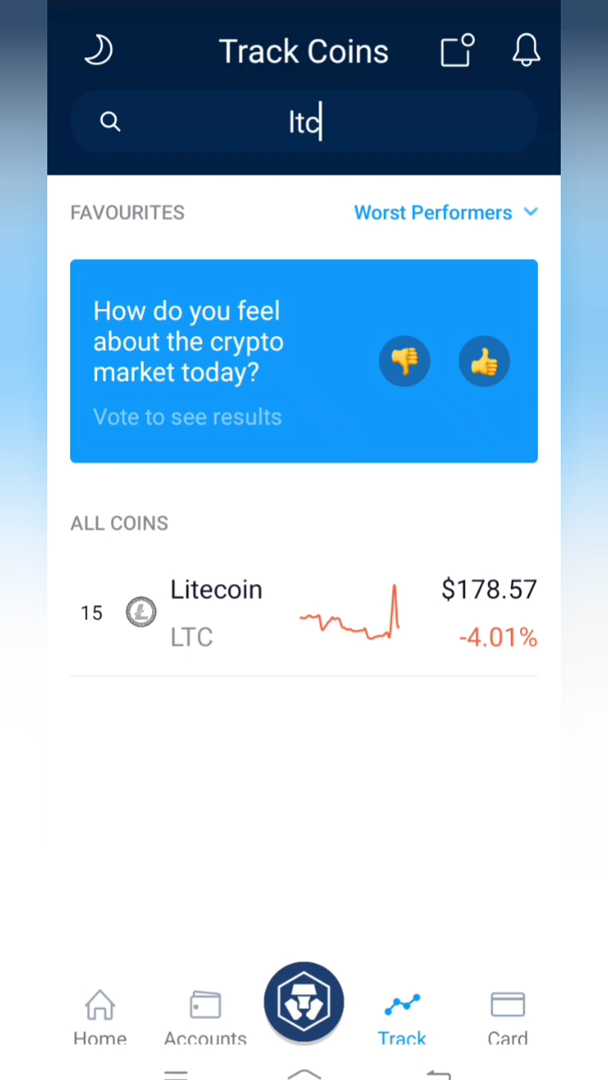 Track Coins
ltc
FAVOURITES
Worst Performers
How do you feel
about the crypto
market today?
Vote to see results
ALL COINS
15
Litecoin
LTC
$178.57
-4.01%
Home
Accounts
Track
Card